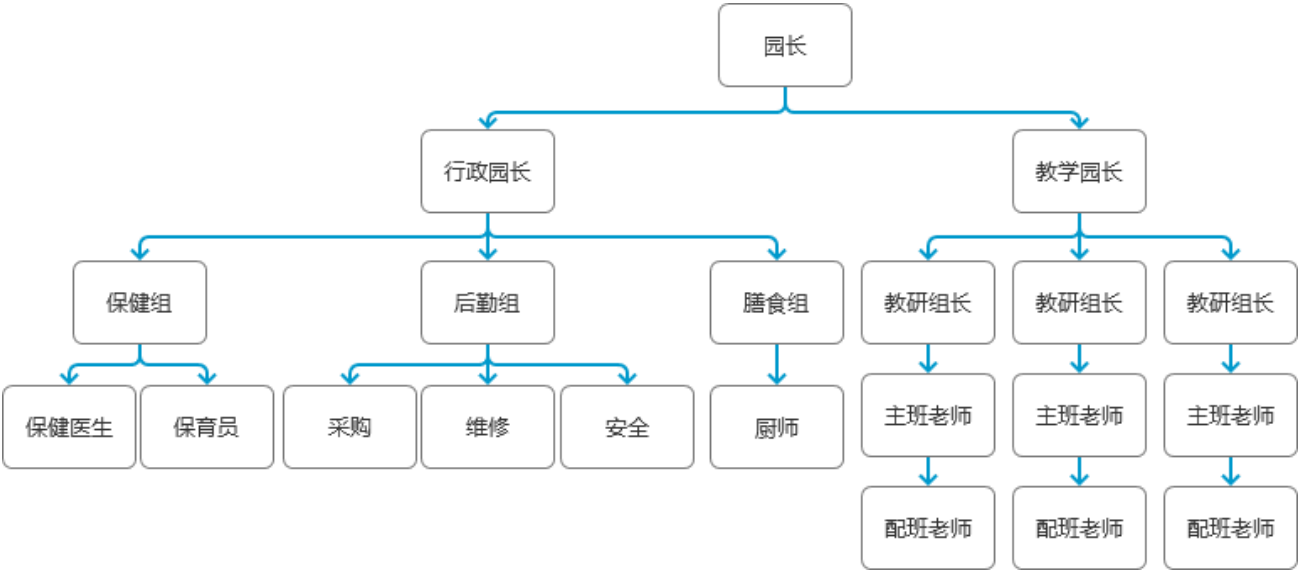 园长
行政园长
教学园长
保健组
后勤组
膳食组
教研组长
教研组长
教研组长
保健医生
保育员
采购
维修
安全
厨师
主班老师
主班老师
主班老师
配班老师
配班老师
配班老师